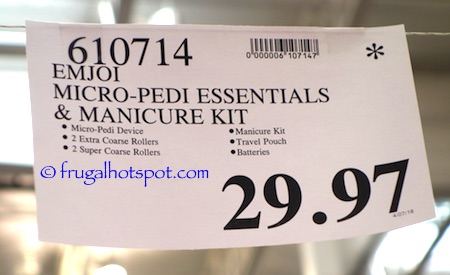 610714
0000006107147
*
EMJOI
MICRO-PEDI ESSENTIALS
& MANICURE KIT
• Micro-Pedi Device
• 2 Extra Coarse Rollers
• 2 Super Coarse Rollers
• Manicure Kit
• Travel Pouch
• Batteries
© frugalhotspot.com
29.97